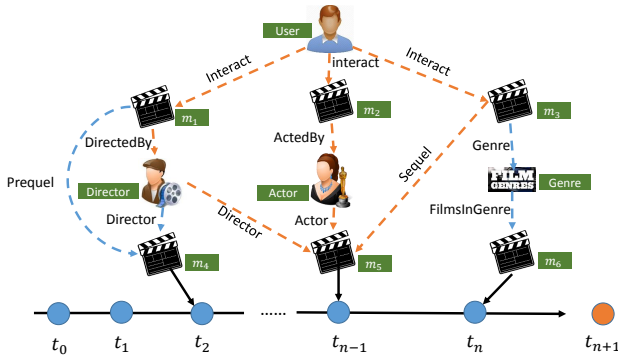 User
Interact
interact
Interact
m₁
m₂
m₃
DirectedBy
ActedBy
Genre
Prequel
Sequel
Director
Actor
FILM
GENRES
Genre
Director
Director
Actor
FilmsInGenre
m₄
m₅
m₆
......
t₀
t₁
t₂
tₙ₋₁
tₙ
tₙ₊₁